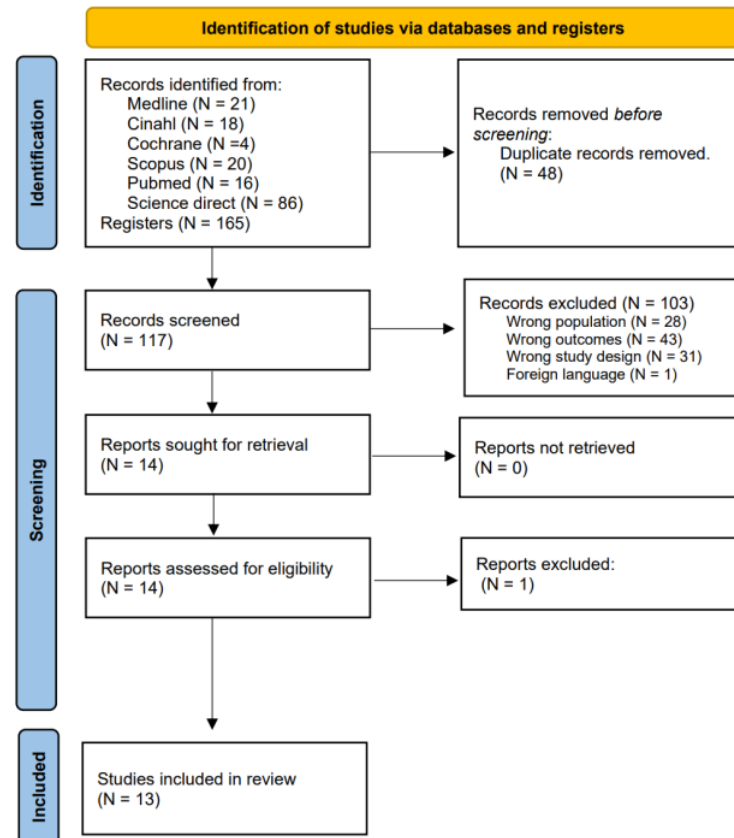 Identification of studies via databases and registers
Identification
Records identified from:
Medline (N = 21)
Cinahl (N = 18)
Cochrane (N =4)
Scopus (N = 20)
Pubmed (N = 16)
Science direct (N = 86)
Registers (N = 165)
Records removed before
screening:
Duplicate records removed.
(N = 48)
Screening
Records screened
(N = 117)
Records excluded (N = 103)
Wrong population (N = 28)
Wrong outcomes (N = 43)
Wrong study design (N = 31)
Foreign language (N = 1)
Reports sought for retrieval
(N = 14)
Reports not retrieved
(N = 0)
Reports assessed for eligibility
(N = 14)
Reports excluded:
(N = 1)
Included
Studies included in review
(N = 13)